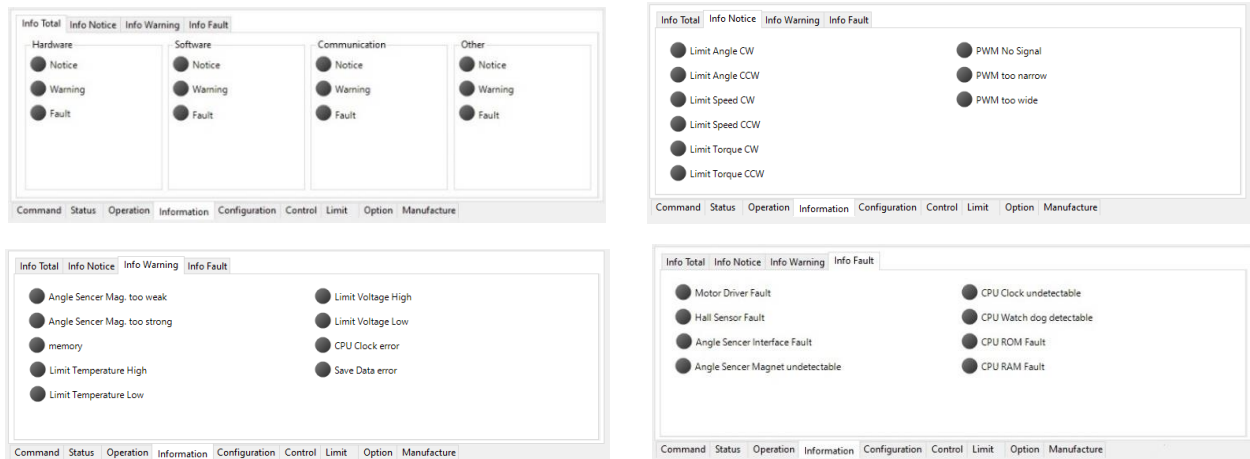 Info Total Info Notice Info Warning Info Fault
Hardware Software Communication Other
Notice Notice Notice Notice
Warning Warning Warning Warning
Fault Fault Fault Fault
Command Status Operation Information Configuration Control Limit Option Manufacture
Info Total Info Notice Info Warning Info Fault
Limit Angle CW PWM No Signal
Limit Angle CCW PWM too narrow
Limit Speed CW PWM too wide
Limit Speed CCW
Limit Torque CW
Limit Torque CCW
Command Status Operation Information Configuration Control Limit Option Manufacture
Info Total Info Notice Info Warning Info Fault
Angle Sencer Mag. too weak Limit Voltage High
Angle Sencer Mag. too strong Limit Voltage Low
memory CPU Clock error
Limit Temperature High Save Data error
Limit Temperature Low
Command Status Operation Information Configuration Control Limit Option Manufacture
Info Total Info Notice Info Warning Info Fault
Motor Driver Fault CPU Clock undetectable
Hall Sensor Fault CPU Watch dog detectable
Angle Sencer Interface Fault CPU ROM Fault
Angle Sencer Magnet undetectable CPU RAM Fault
Command Status Operation Information Configuration Control Limit Option Manufacture